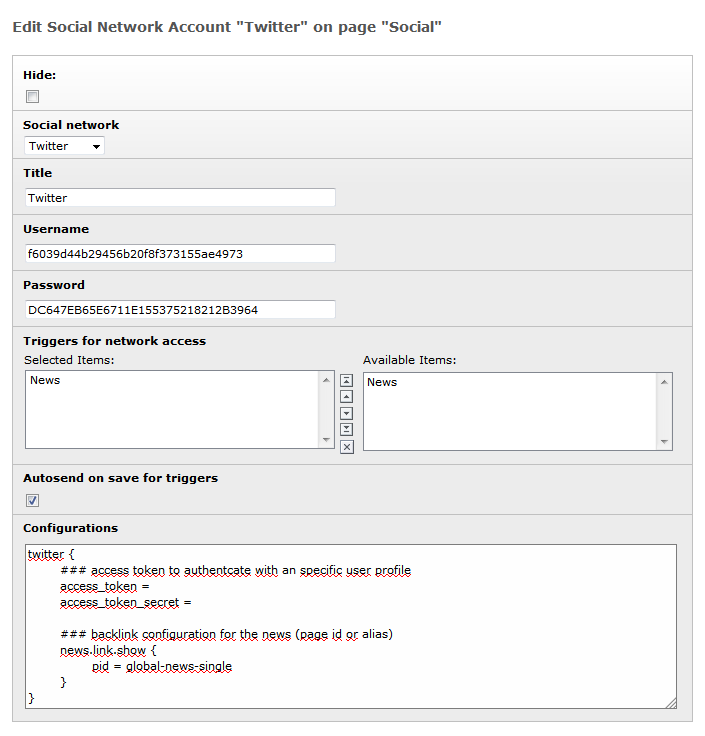 Edit Social Network Account "Twitter" on page "Social"
Hide:
Social network
Twitter
Title
Twitter
Username
f6039d44b29456b20f8f373155ae4973
Password
DC647EB65E6711E155375218212B3964
Triggers for network access
Selected Items: Available Items:
News News
Autosend on save for triggers
Configurations
twitter {
### access token to authentcate with an specific user profile
access_token =
access_token_secret =
### backlink configuration for the news (page id or alias)
news.link.show {
pid = global-news-single
}
}